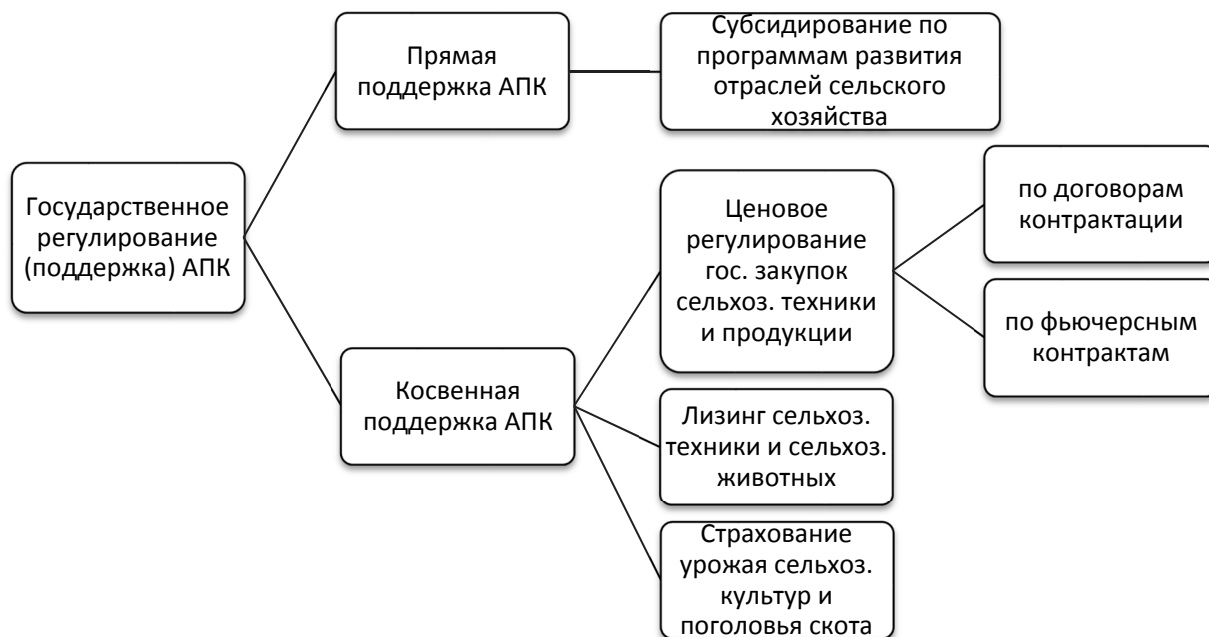 Государственное
регулирование
(поддержка) АПК
Прямая
поддержка АПК
Субсидирование по
программам развития
отраслей сельского
хозяйства
Косвенная
поддержка АПК
Ценовое
регулирование
гос. закупок
сельхоз. техники
и продукции
по договорам
контрактации
по фьючерсным
контрактам
Лизинг сельхоз.
техники и сельхоз.
животных
Страхование
урожая сельхоз.
культур и
поголовья скота